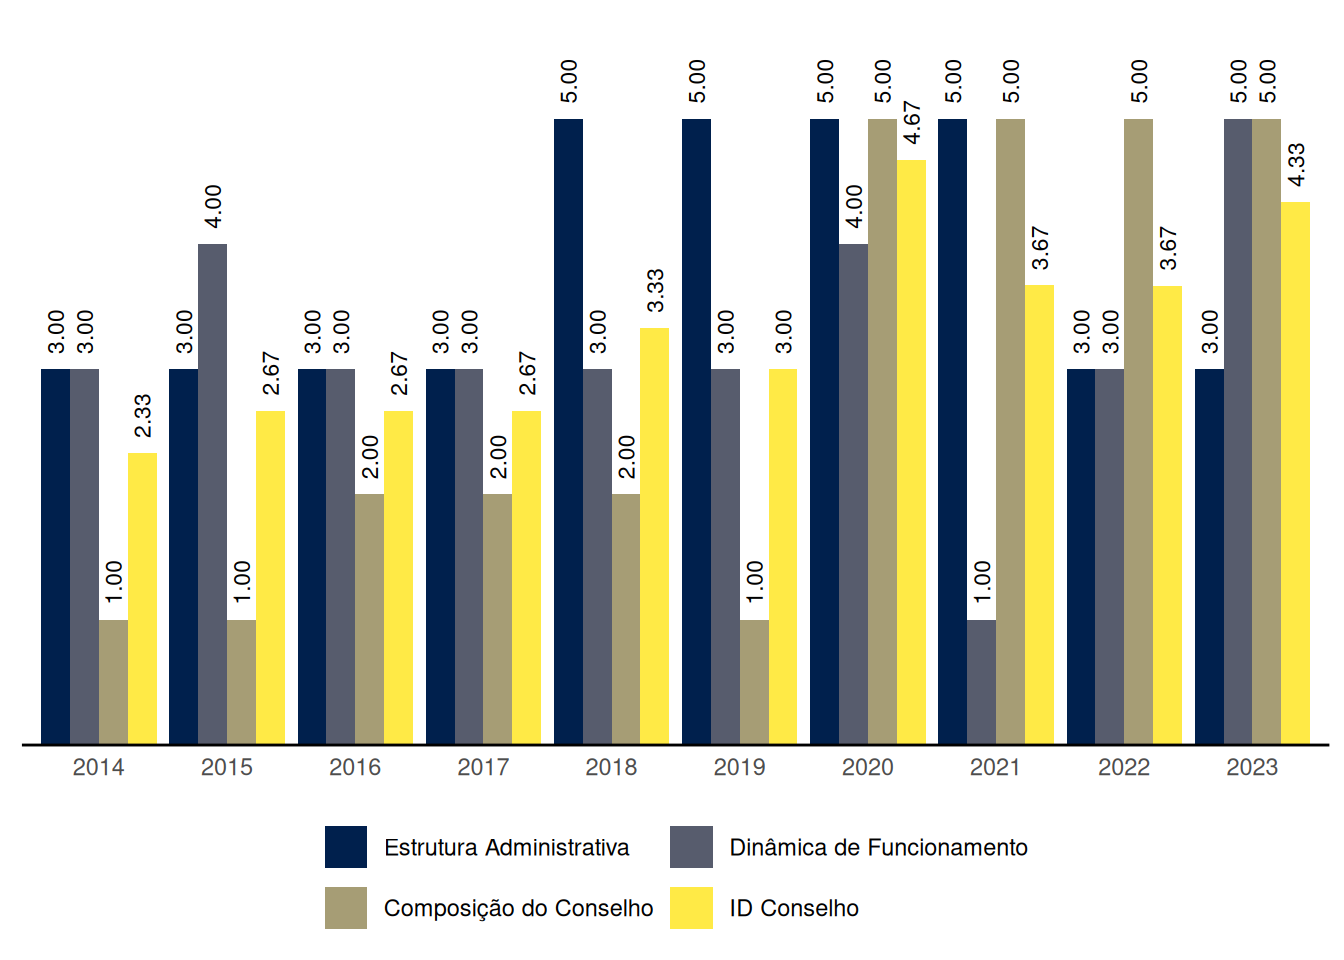 3.00 3.00 1.00 2.33
3.00 4.00 1.00 2.67
3.00 3.00 2.00 2.67
3.00 3.00 2.00 2.67
5.00 3.00 2.00 3.33
5.00 3.00 1.00 3.00
5.00 4.00 5.00 4.67
5.00 1.00 5.00 3.67
3.00 3.00 5.00 3.67
3.00 5.00 5.00 4.33
2014 2015 2016 2017 2018 2019 2020 2021 2022 2023
Estrutura Administrativa Dinâmica de Funcionamento
Composição do Conselho ID Conselho